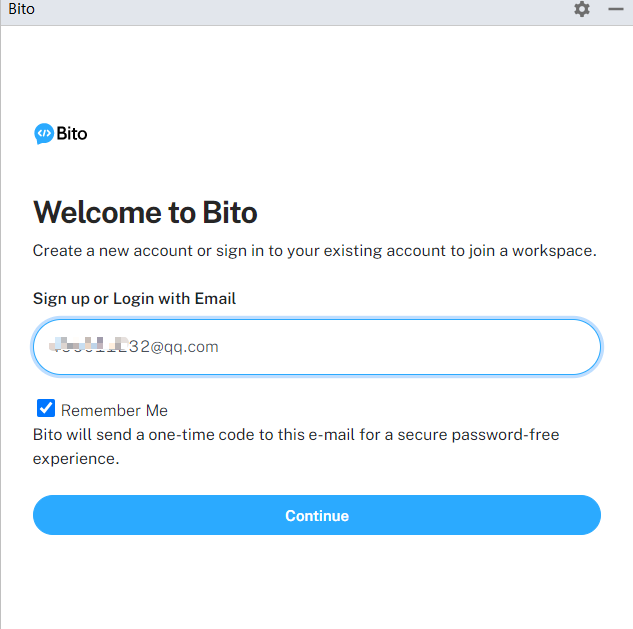 Bito
Bito
Welcome to Bito
Create a new account or sign in to your existing account to join a workspace.
Sign up or Login with Email
32@qq.com
Remember Me
Bito will send a one-time code to this e-mail for a secure password-free
experience.
Continue